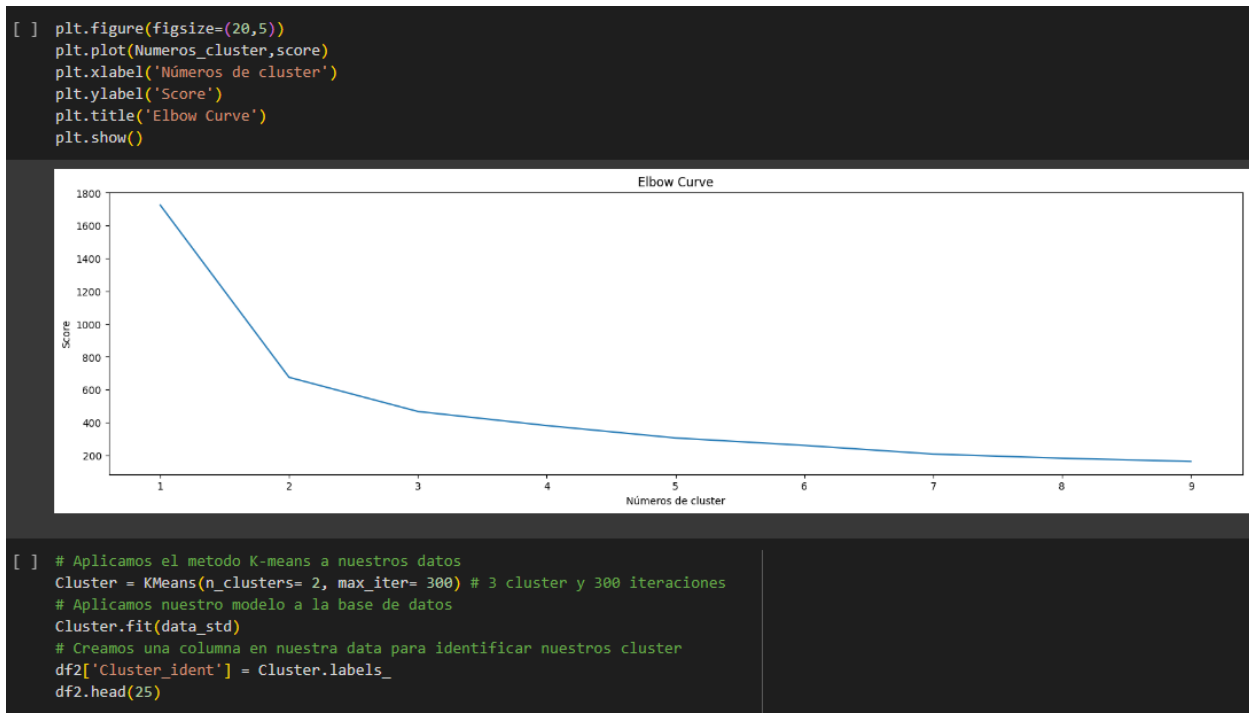 [ ] plt.figure(figsize=(20,5))
plt.plot(Numeros_cluster,score)
plt.xlabel('Números de cluster')
plt.ylabel('Score')
plt.title('Elbow Curve')
plt.show()
Elbow Curve
1800
1600
1400
1200
1000
800
600
400
200
Score
1 2 3 4 5 6 7 8 9
Números de cluster
[ ] # Aplicamos el metodo K-means a nuestros datos
Cluster = KMeans(n_clusters= 2, max_iter= 300) # 3 cluster y 300 iteraciones
# Aplicamos nuestro modelo a la base de datos
Cluster.fit(data_std)
# Creamos una columna en nuestra data para identificar nuestros cluster
df2['Cluster_ident'] = Cluster.labels_
df2.head(25)